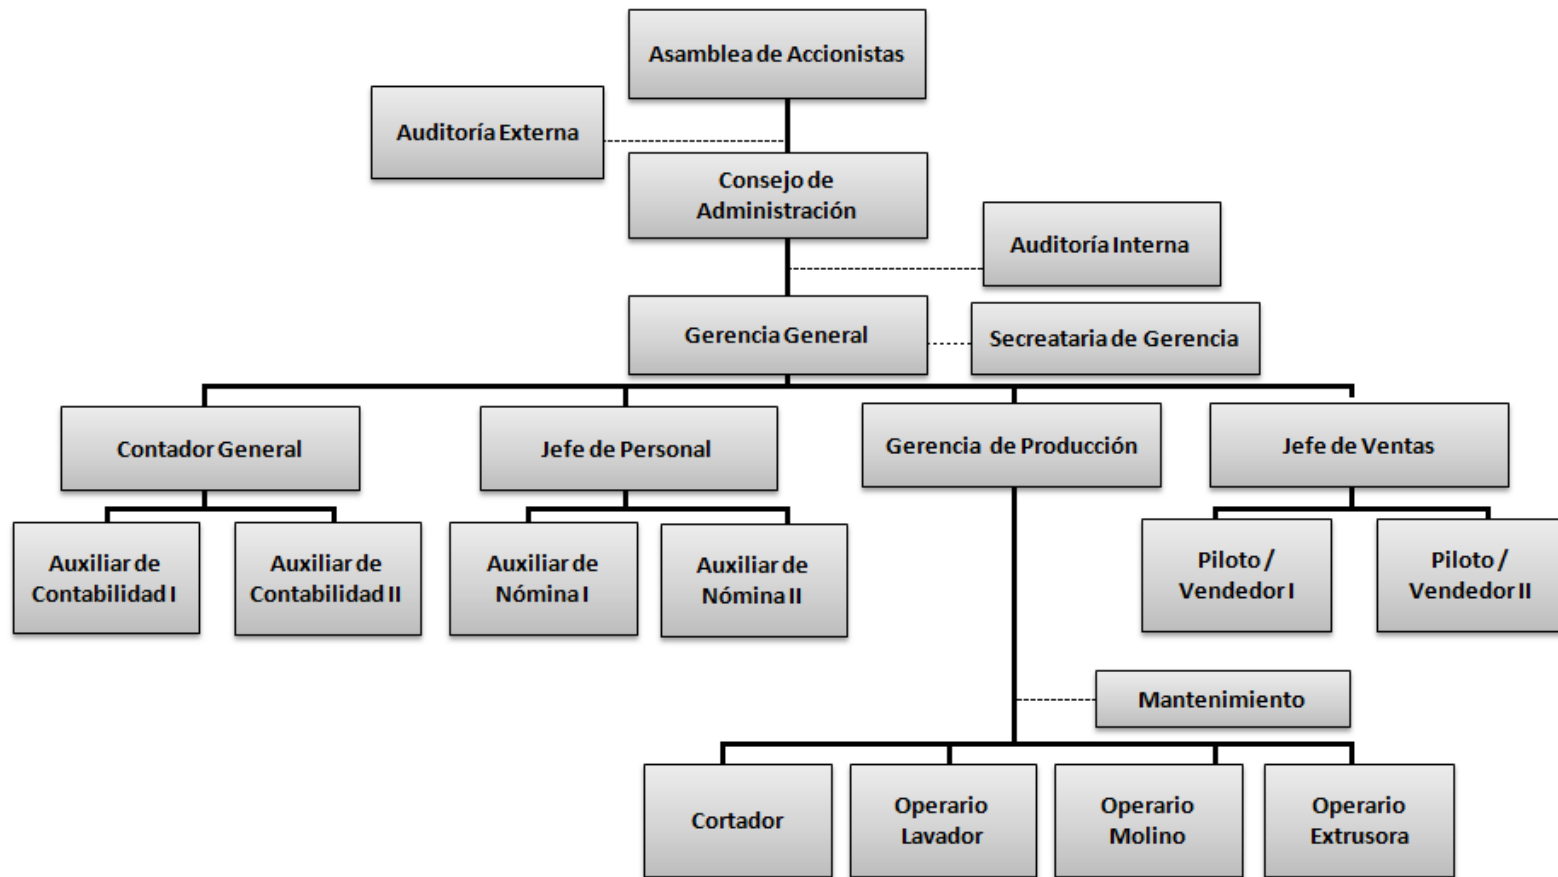 Asamblea de Accionistas
Auditoría Externa
Consejo de
Administración
Auditoría Interna
Gerencia General
Secreataria de Gerencia
Contador General
Jefe de Personal
Gerencia de Producción
Jefe de Ventas
Auxiliar de
Contabilidad I
Auxiliar de
Contabilidad II
Auxiliar de
Nómina I
Auxiliar de
Nómina II
Piloto /
Vendedor I
Piloto /
Vendedor II
Mantenimiento
Cortador
Operario
Lavador
Operario
Molino
Operario
Extrusora